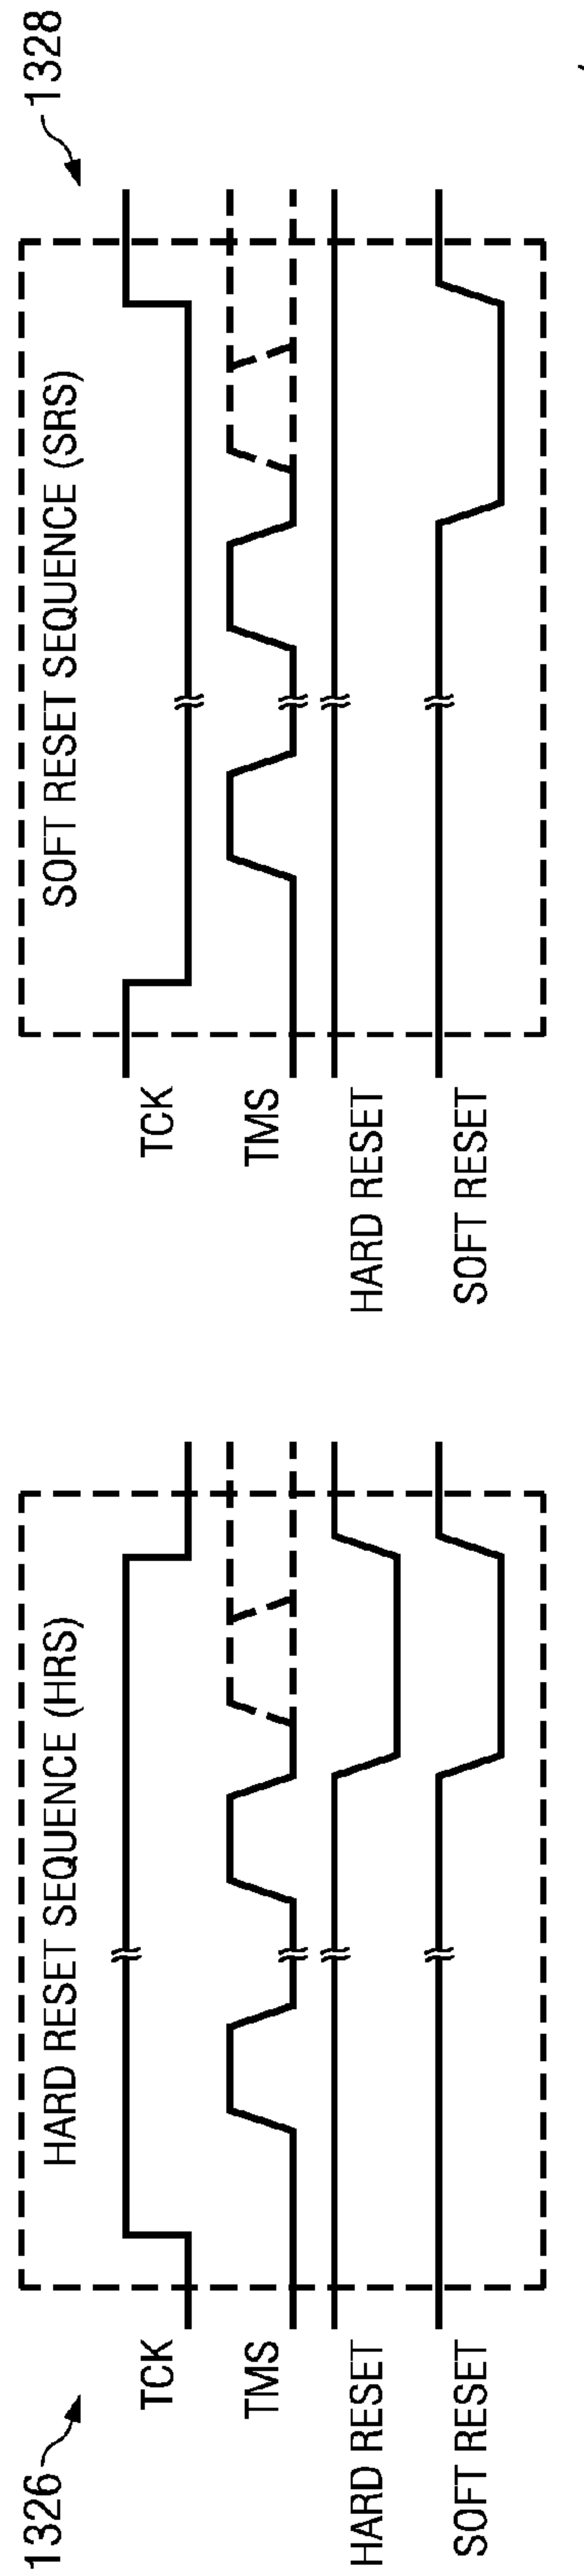 1326
HARD RESET SEQUENCE (HRS)
TCK
TMS
HARD RESET
SOFT RESET
1328
SOFT RESET SEQUENCE (SRS)
TCK
TMS
HARD RESET
SOFT RESET